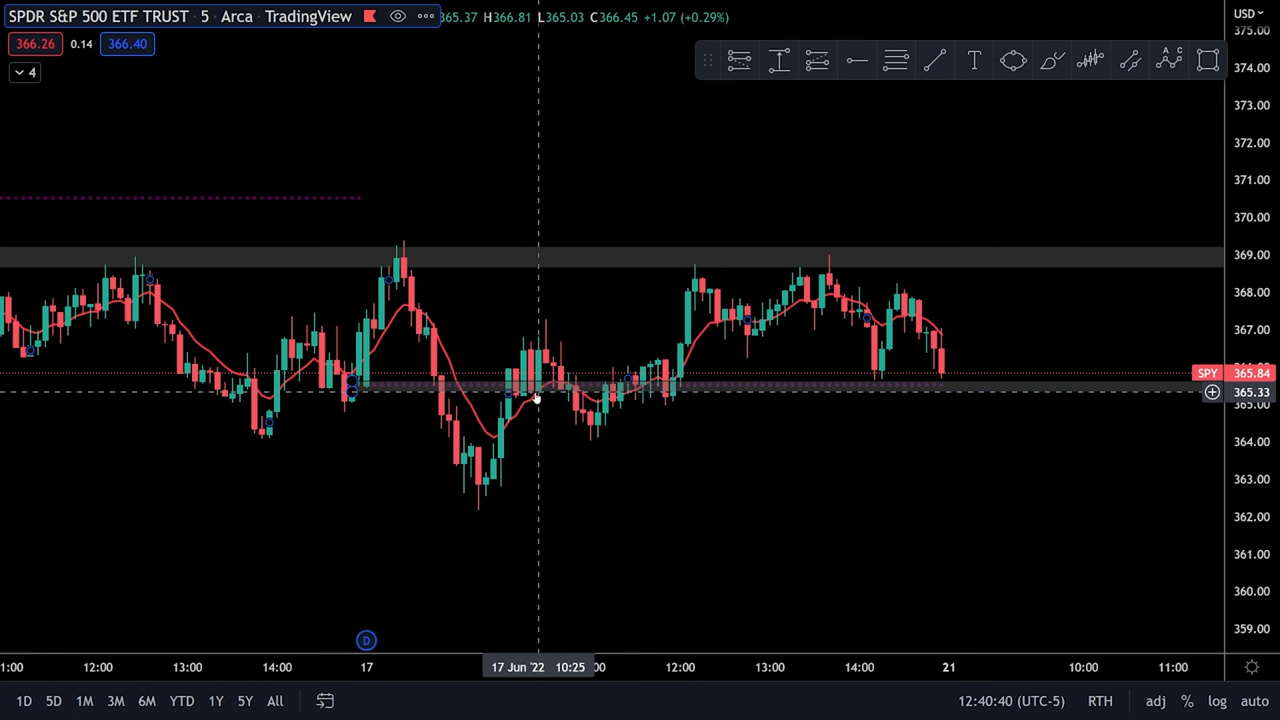 SPDR S&P 500 ETF TRUST · 5 · Arca · TradingView 365.37 H366.81 L365.03 C366.45 +1.07 (+0.29%)
USD
375.00
366.26 0.14 366.40
4
A C
374.00
373.00
372.00
371.00
370.00
369.00
368.00
367.00
SPY 365.84
365.33
365.00
364.00
363.00
362.00
361.00
360.00
359.00
D
1:00 12:00 13:00 14:00 17 17 Jun '22 10:25 :00 12:00 13:00 14:00 21 10:00 11:00
1D 5D 1M 3M 6M YTD 1Y 5Y All 12:40:40 (UTC-5) RTH adj % log auto